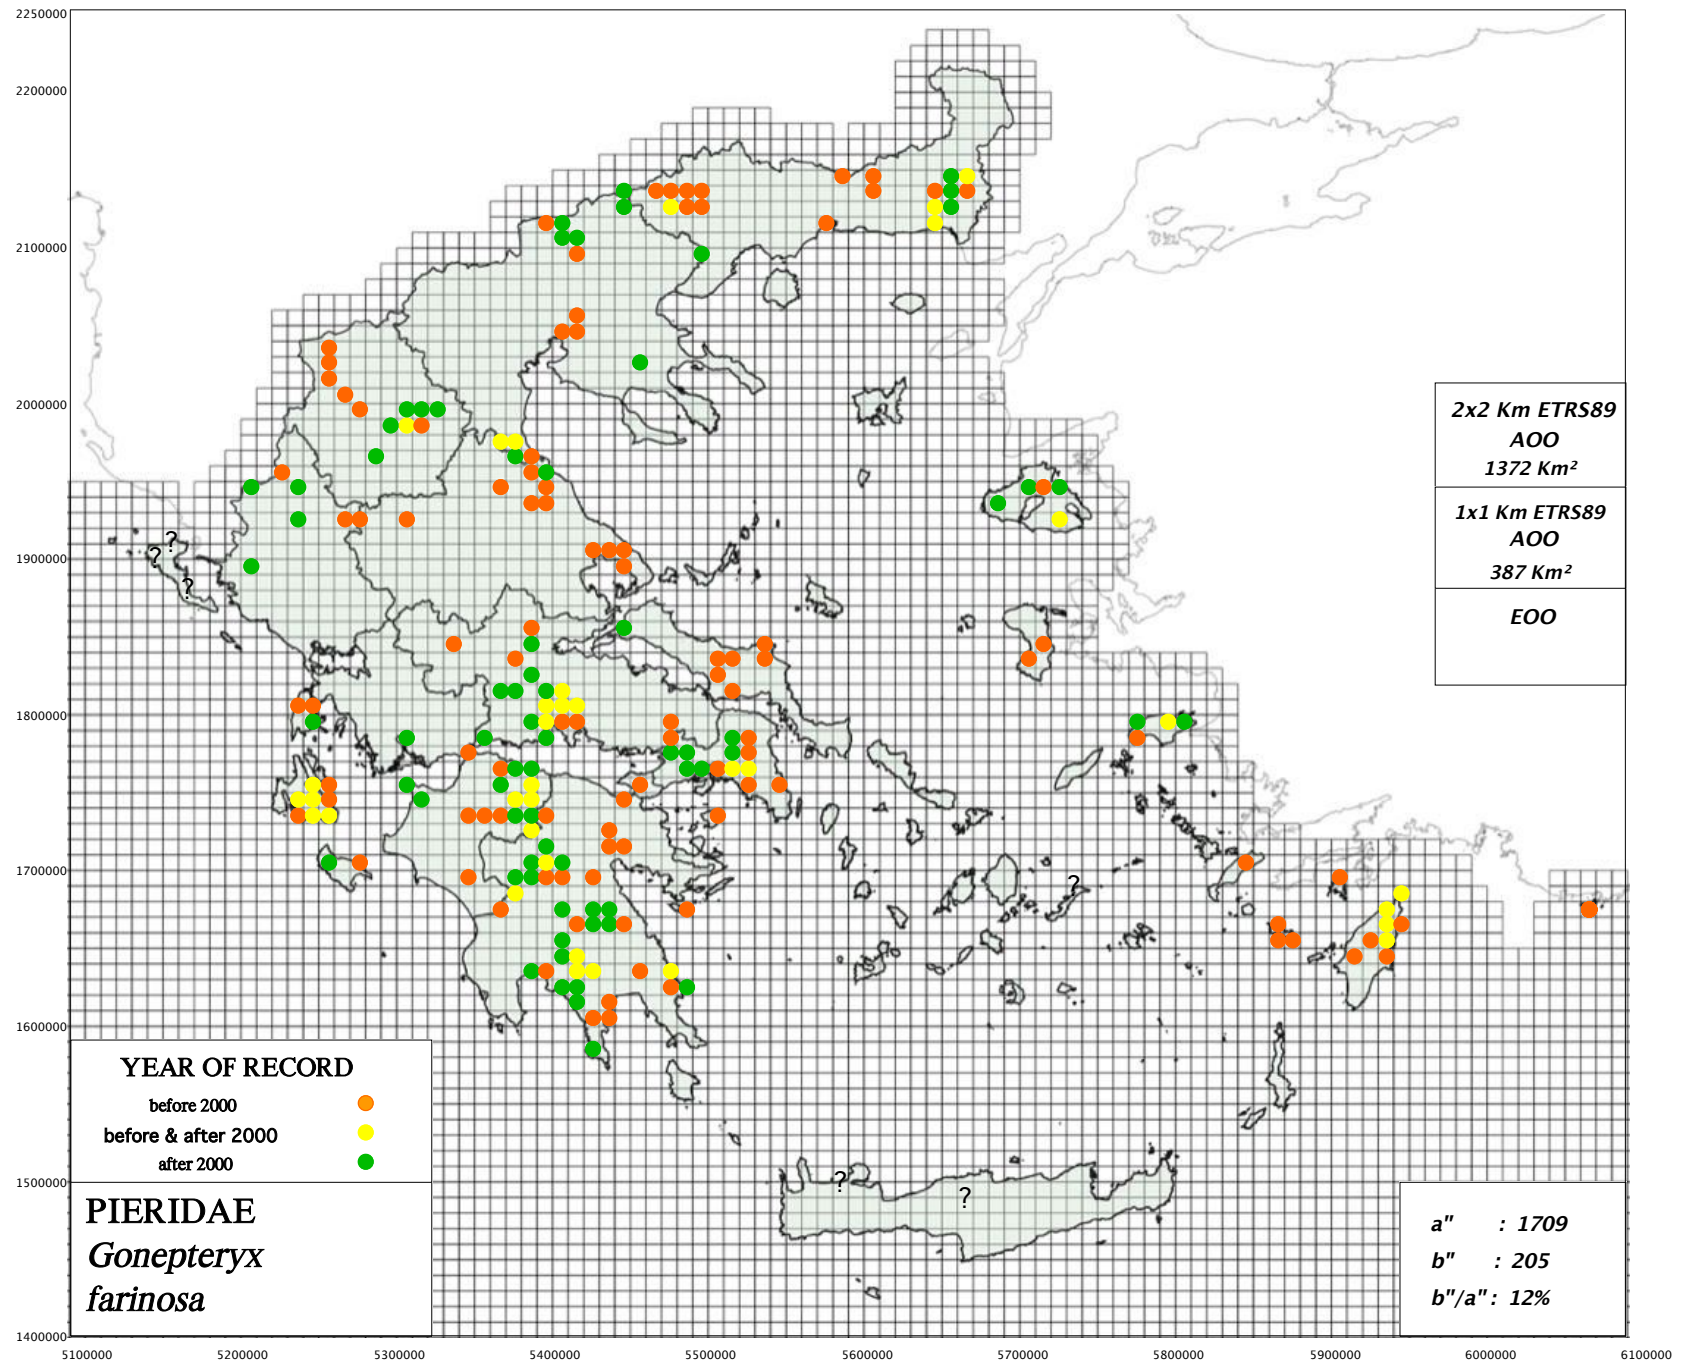 2250000
2200000
2100000
2000000
1900000
1800000
1700000
1600000
1500000
1400000
5100000
5200000
5300000
5400000
5500000
5600000
5700000
5800000
5900000
6000000
6100000
2x2 Km ETRS89
AOO
1372 Km²
1x1 Km ETRS89
AOO
387 Km²
EOO
?
?
?
?
?
?
YEAR OF RECORD
before 2000
before & after 2000
after 2000
PIERIDAE
Gonepteryx
farinosa
a" : 1709
b" : 205
b"/a" : 12%